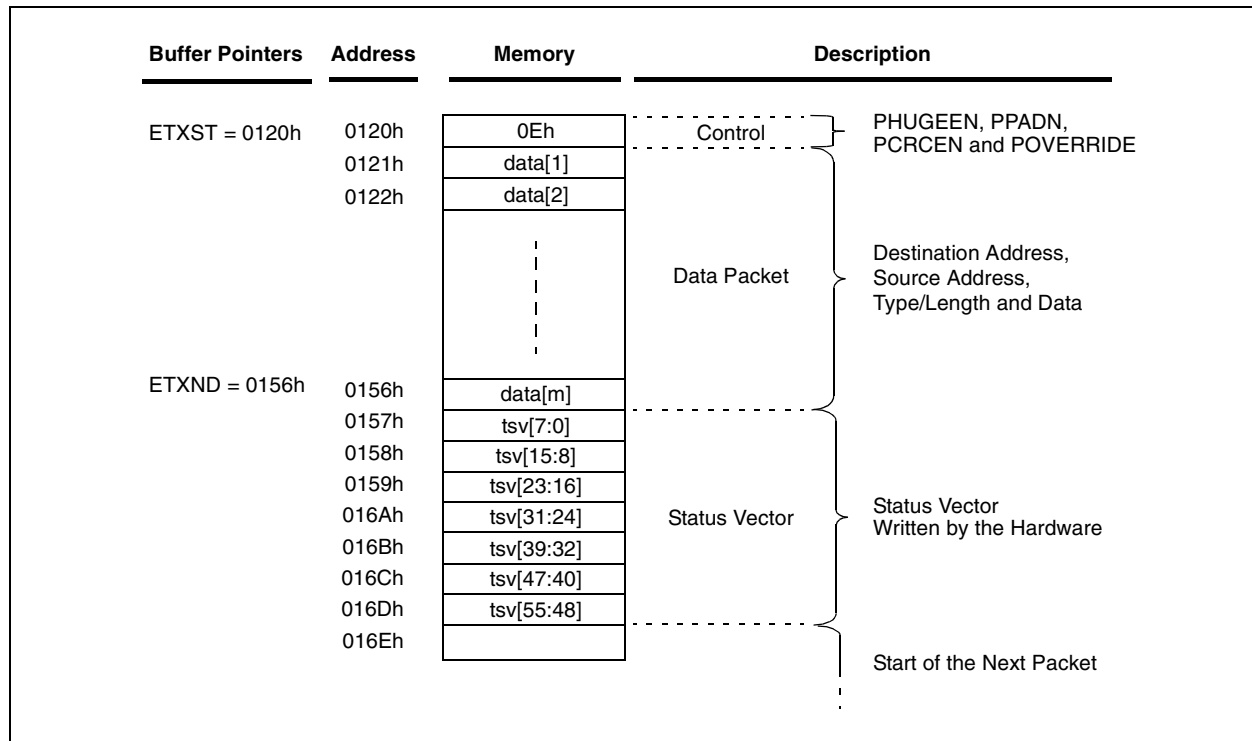 Buffer Pointers Address Memory Description
ETXST = 0120h 0120h 0Eh Control PHUGEEN, PPADN,
PCRCEN and POVERRIDE
0121h data[1]
0122h data[2]
Data Packet Destination Address,
Source Address,
Type/Length and Data
ETXND = 0156h 0156h data[m]
0157h tsv[7:0]
0158h tsv[15:8]
0159h tsv[23:16]
016Ah tsv[31:24] Status Vector Status Vector
Written by the Hardware
016Bh tsv[39:32]
016Ch tsv[47:40]
016Dh tsv[55:48]
016Eh
Start of the Next Packet